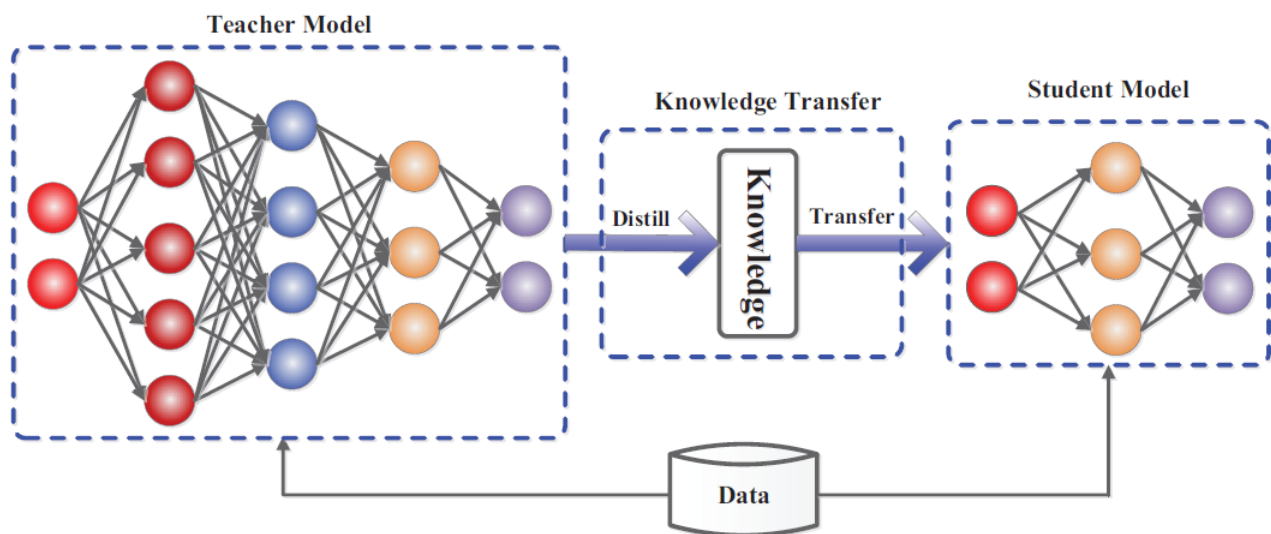 Teacher Model
Knowledge Transfer
Student Model
Distill
Knowledge
Transfer
Data